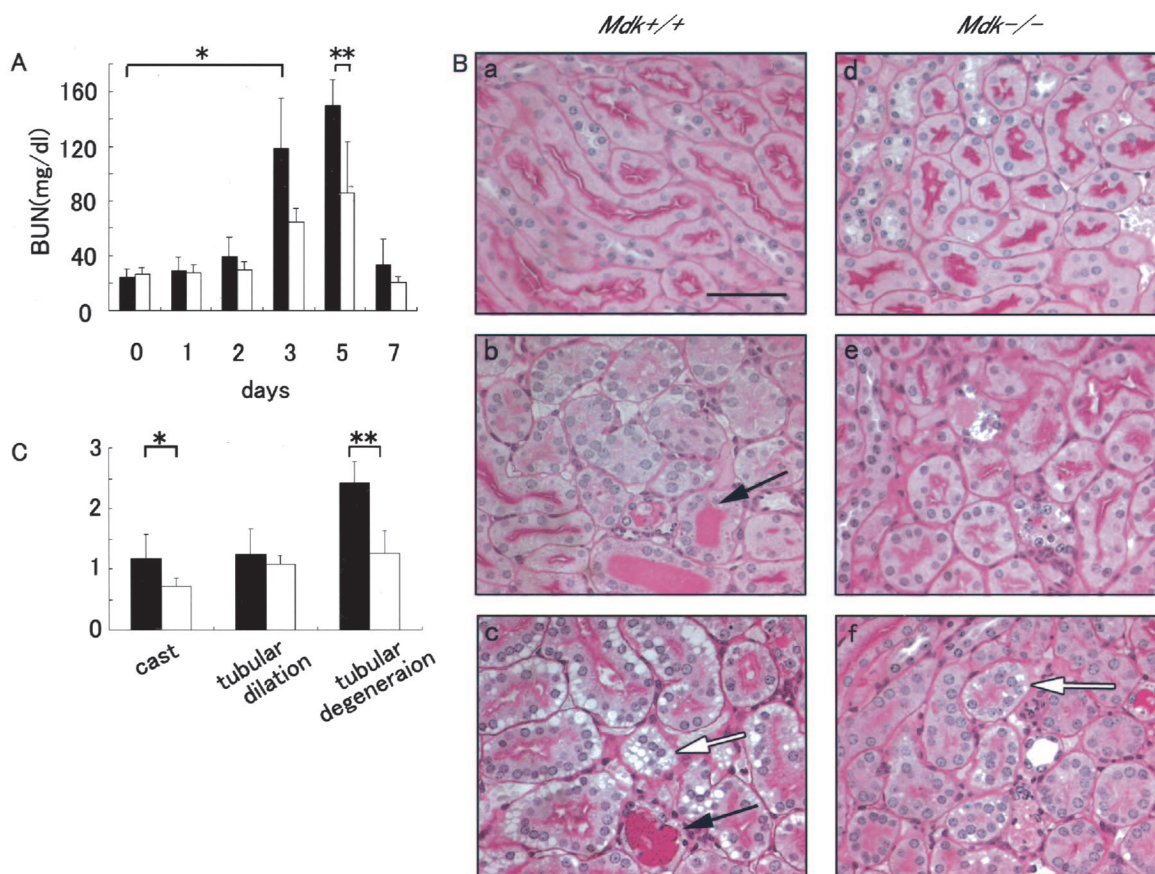 Mdk+/+
Mdk−/−
A
*
**
160
120
80
40
0
BUN(mg/dl)
0 1 2 3 5 7
days
B
a
b
c
d
e
f
C
*
**
3
2
1
0
cast
tubular
dilation
tubular
degeneraion